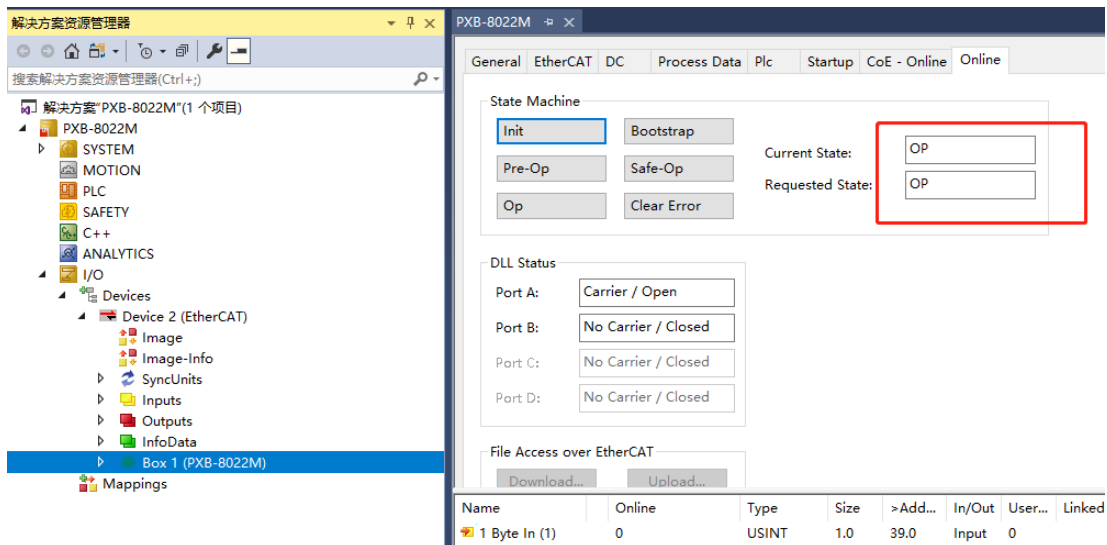 解决方案资源管理器
搜索解决方案资源管理器(Ctrl+;)
解决方案"PXB-8022M"(1 个项目)
PXB-8022M
SYSTEM
MOTION
PLC
SAFETY
C++
ANALYTICS
I/O
Devices
Device 2 (EtherCAT)
Image
Image-Info
SyncUnits
Inputs
Outputs
InfoData
Box 1 (PXB-8022M)
Mappings
PXB-8022M
General EtherCAT DC Process Data Plc Startup CoE - Online Online
State Machine
Init Bootstrap
Pre-Op Safe-Op
Op Clear Error
Current State: OP
Requested State: OP
DLL Status
Port A: Carrier / Open
Port B: No Carrier / Closed
Port C: No Carrier / Closed
Port D: No Carrier / Closed
File Access over EtherCAT
Download... Upload...
Name Online Type Size >Add... In/Out User... Linked
1 Byte In (1) 0 USINT 1.0 39.0 Input 0